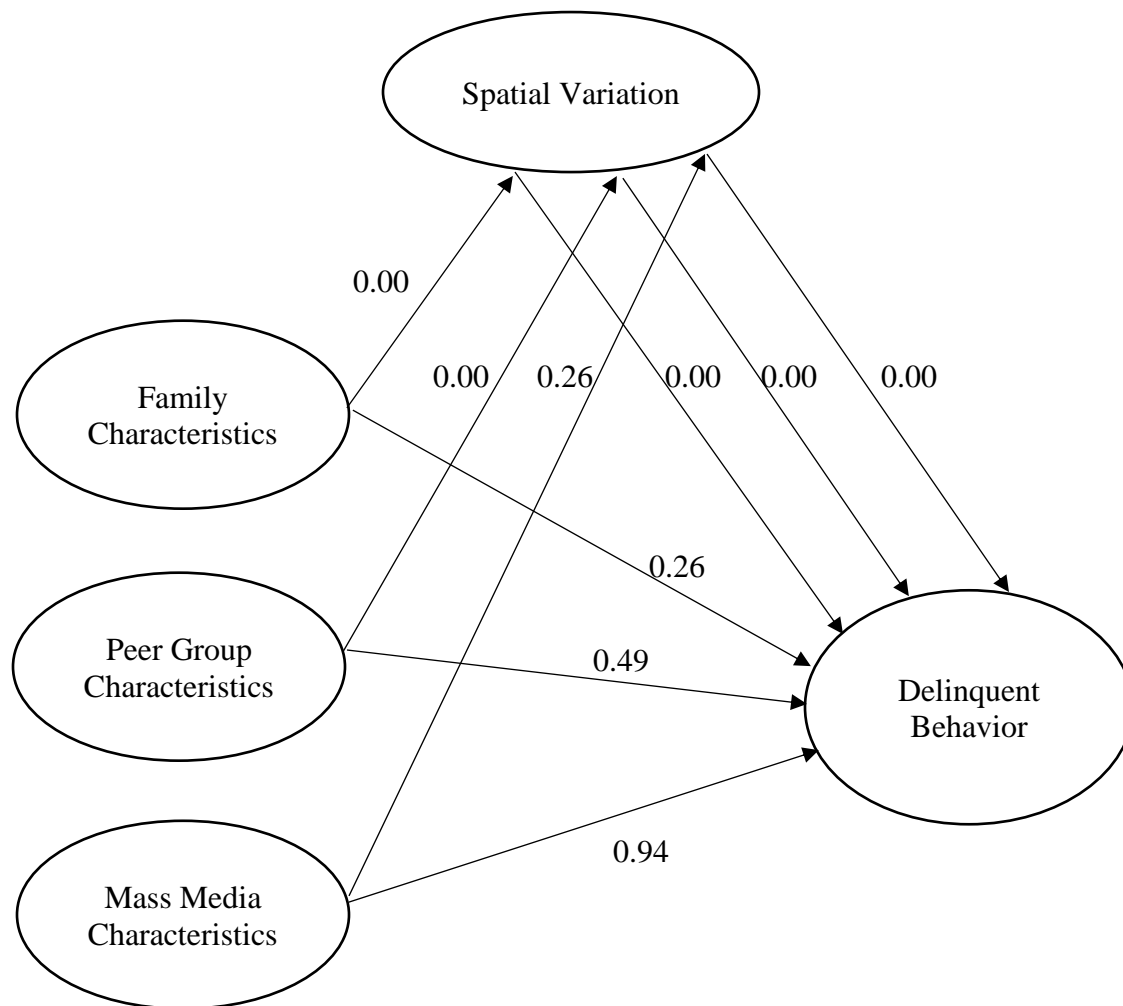 Spatial Variation
0.00
Family
Characteristics
0.00
0.26
0.00
0.00
0.00
0.26
Peer Group
Characteristics
0.49
Delinquent
Behavior
0.94
Mass Media
Characteristics